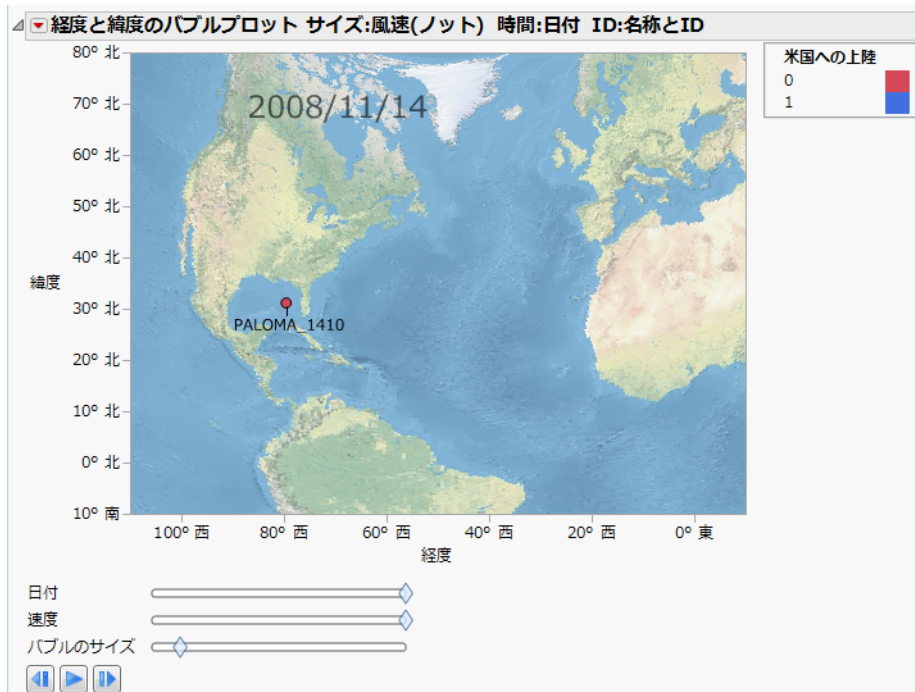 経度と緯度のバブルプロット サイズ:風速(ノット) 時間:日付 ID:名称とID
米国への上陸
0
1
2008/11/14
80° 北
70° 北
60° 北
50° 北
40° 北
30° 北
20° 北
10° 北
0° 北
10° 南
緯度
PALOMA_1410
100° 西
80° 西
60° 西
40° 西
20° 西
0° 東
経度
日付
速度
バブルのサイズ